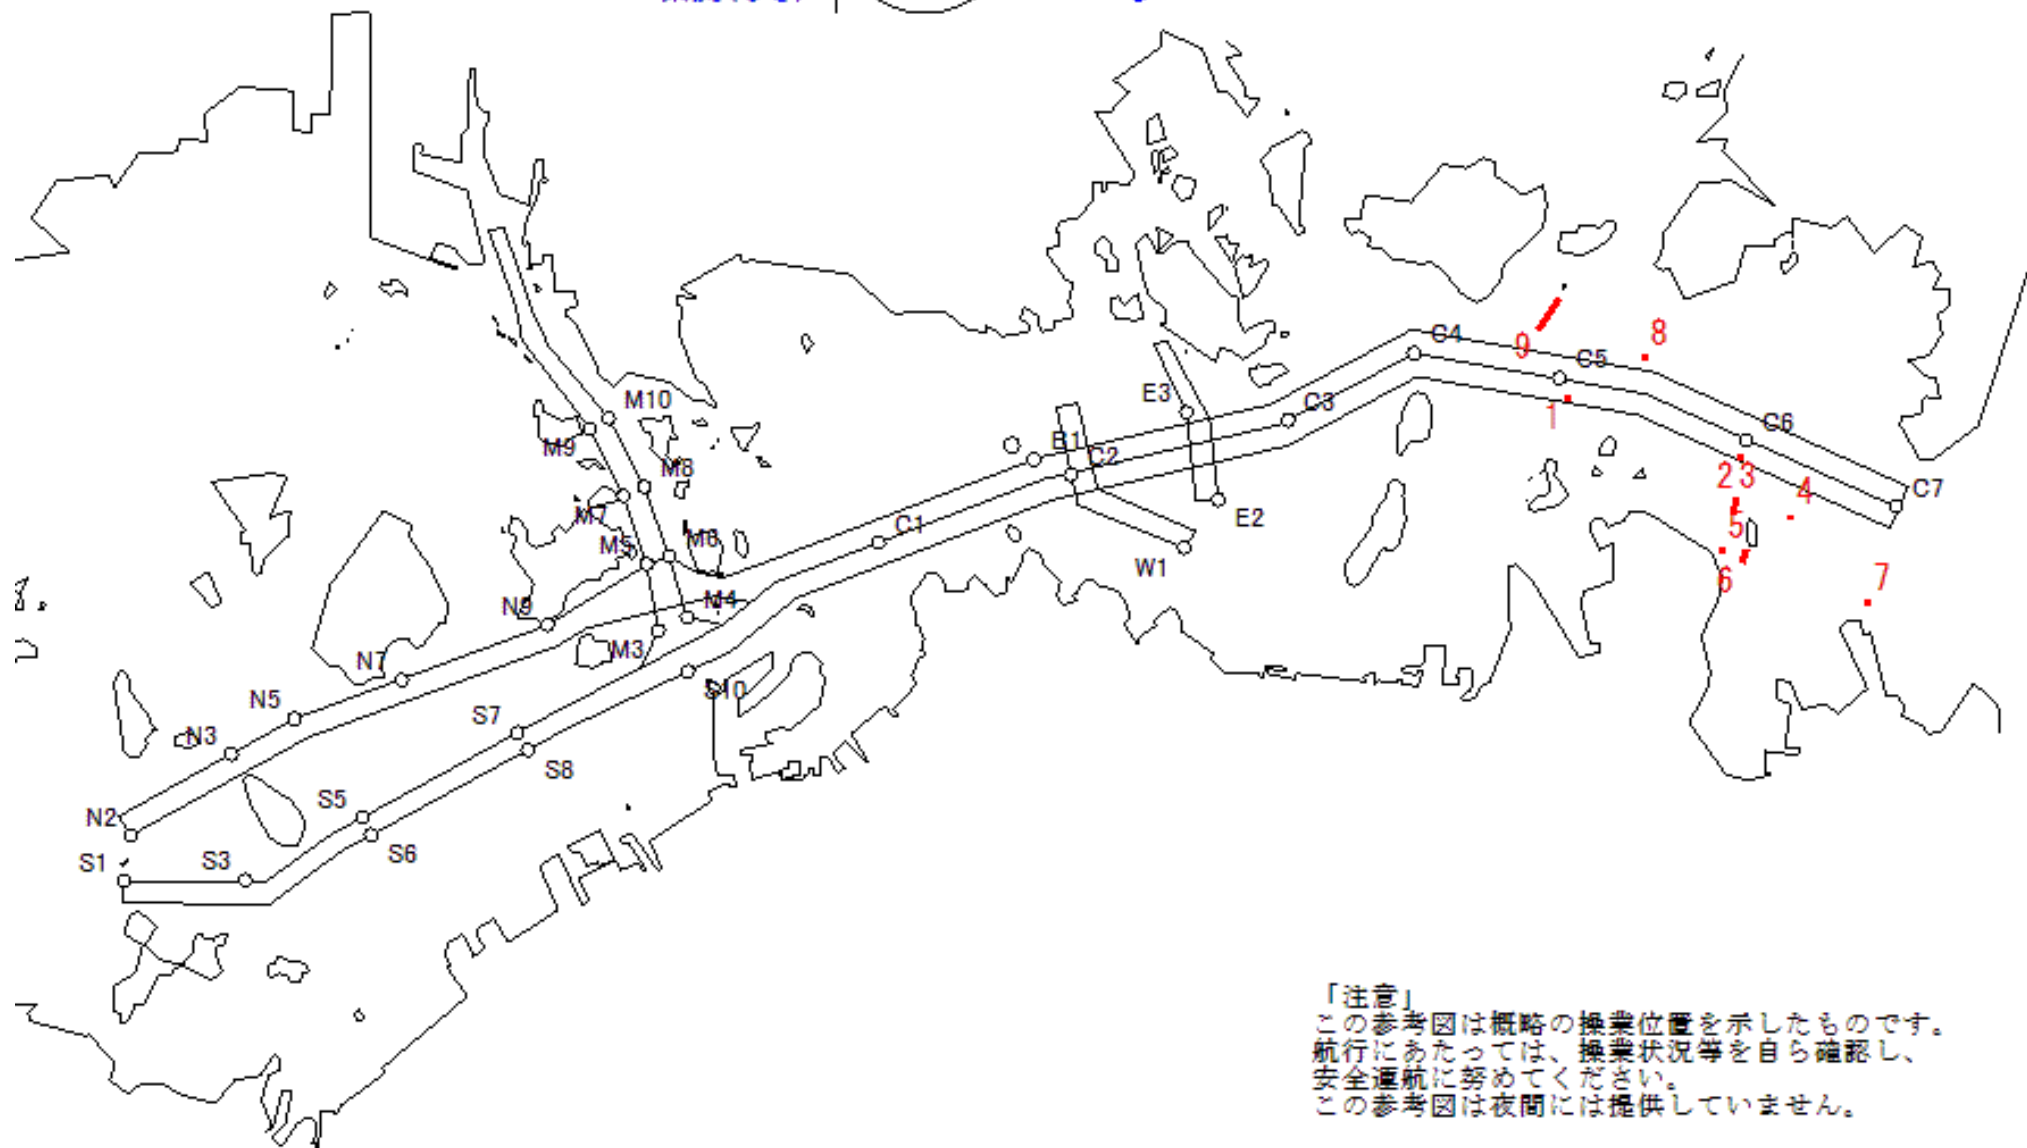 C4
8
9
C5
M10
E3
1
C3
C6
M9
B1
M8
C2
2
3
C7
4
M7
E2
C1
5
M5
M6
W1
6
7
N9
M4
M3
N7
S10
N5
S7
N3
S8
S5
N2
S6
S1
S3
「注意」
この参考図は概略の操業位置を示したものです。
航行にあたっては、操業状況等を自ら確認し、
安全運航に努めてください。
この参考図は夜間には提供していません。